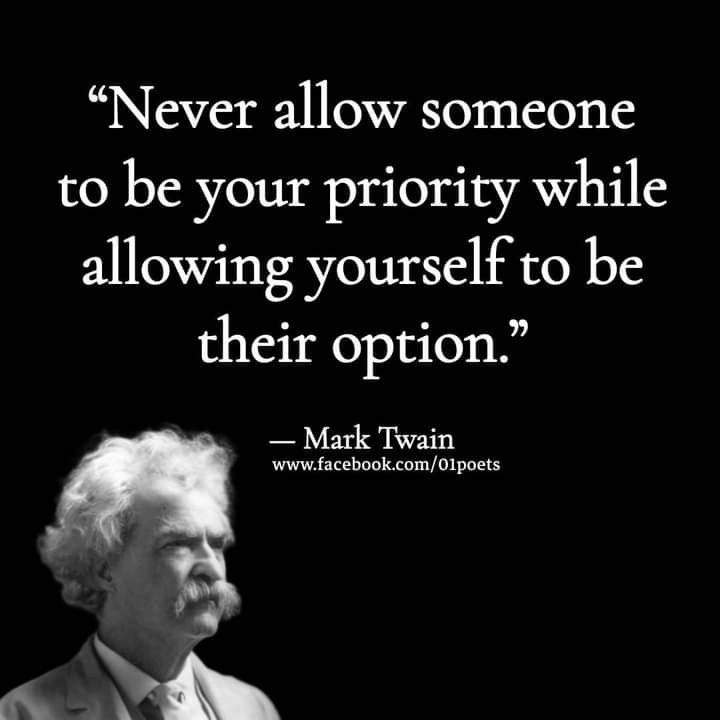 “Never allow someone
to be your priority while
allowing yourself to be
their option.”
— Mark Twain
www.facebook.com/01poets